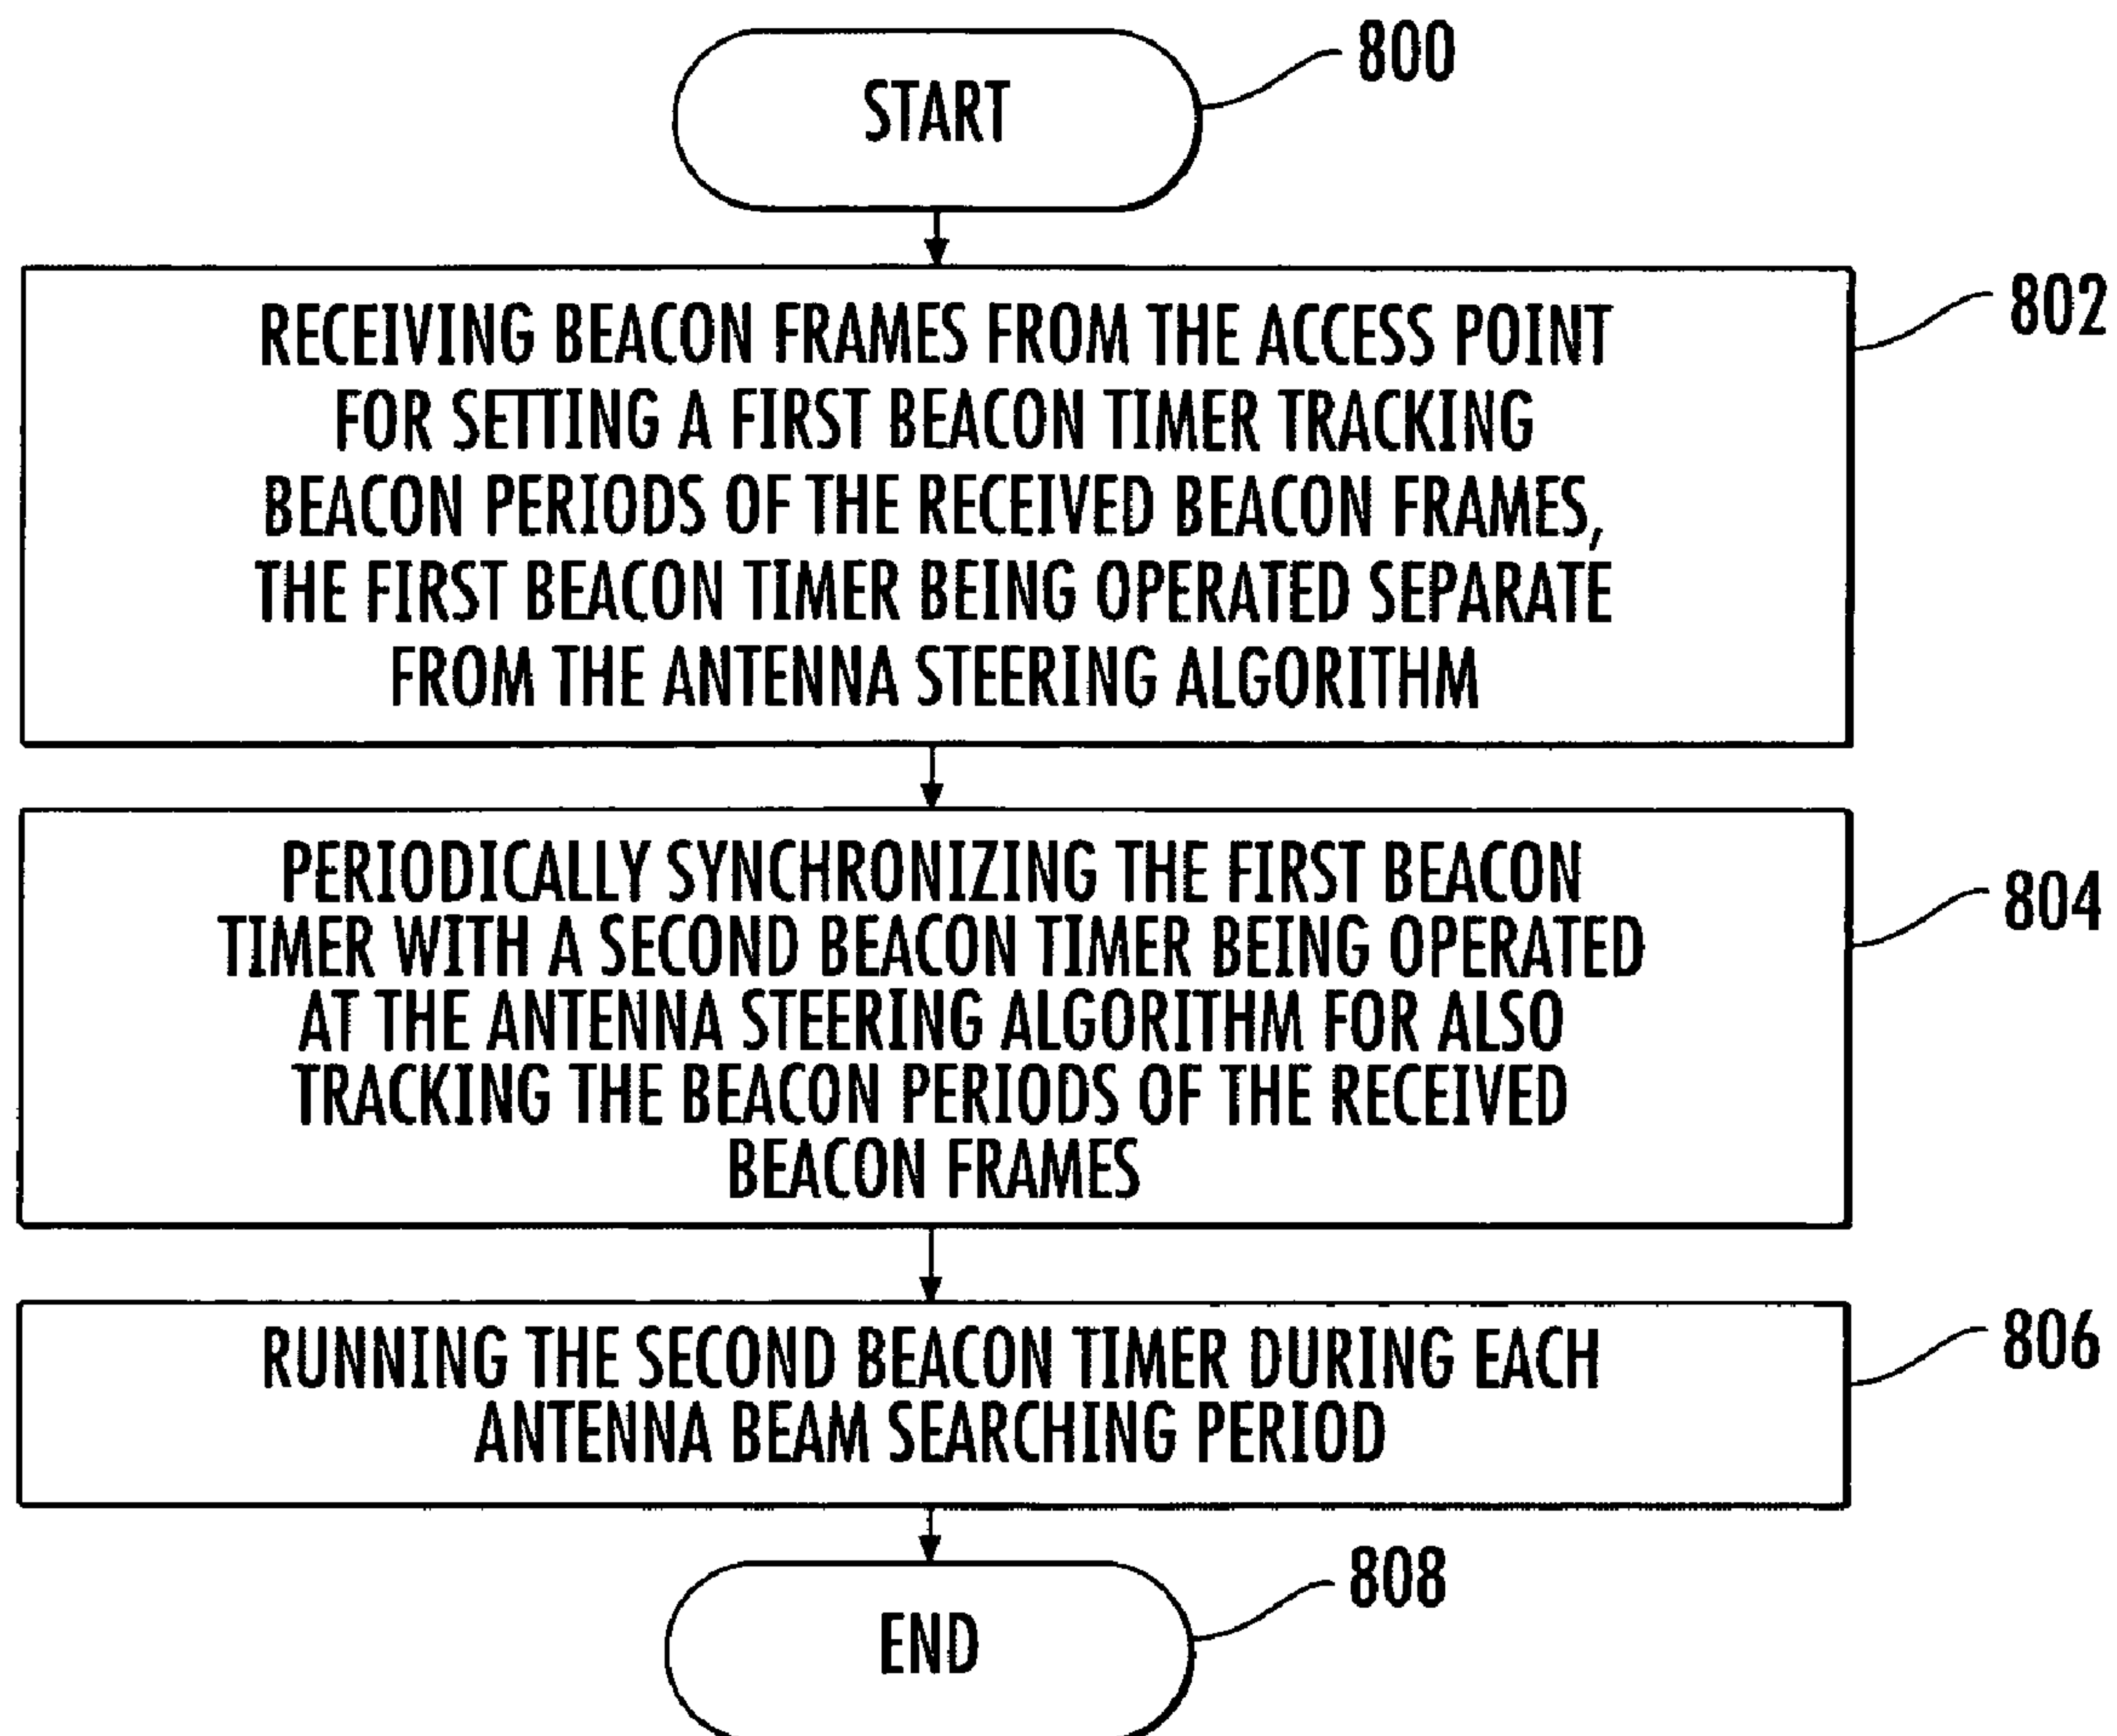 START
800
RECEIVING BEACON FRAMES FROM THE ACCESS POINT
FOR SETTING A FIRST BEACON TIMER TRACKING
BEACON PERIODS OF THE RECEIVED BEACON FRAMES,
THE FIRST BEACON TIMER BEING OPERATED SEPARATE
FROM THE ANTENNA STEERING ALGORITHM
802
PERIODICALLY SYNCHRONIZING THE FIRST BEACON
TIMER WITH A SECOND BEACON TIMER BEING OPERATED
AT THE ANTENNA STEERING ALGORITHM FOR ALSO
TRACKING THE BEACON PERIODS OF THE RECEIVED
BEACON FRAMES
804
RUNNING THE SECOND BEACON TIMER DURING EACH
ANTENNA BEAM SEARCHING PERIOD
806
END
808